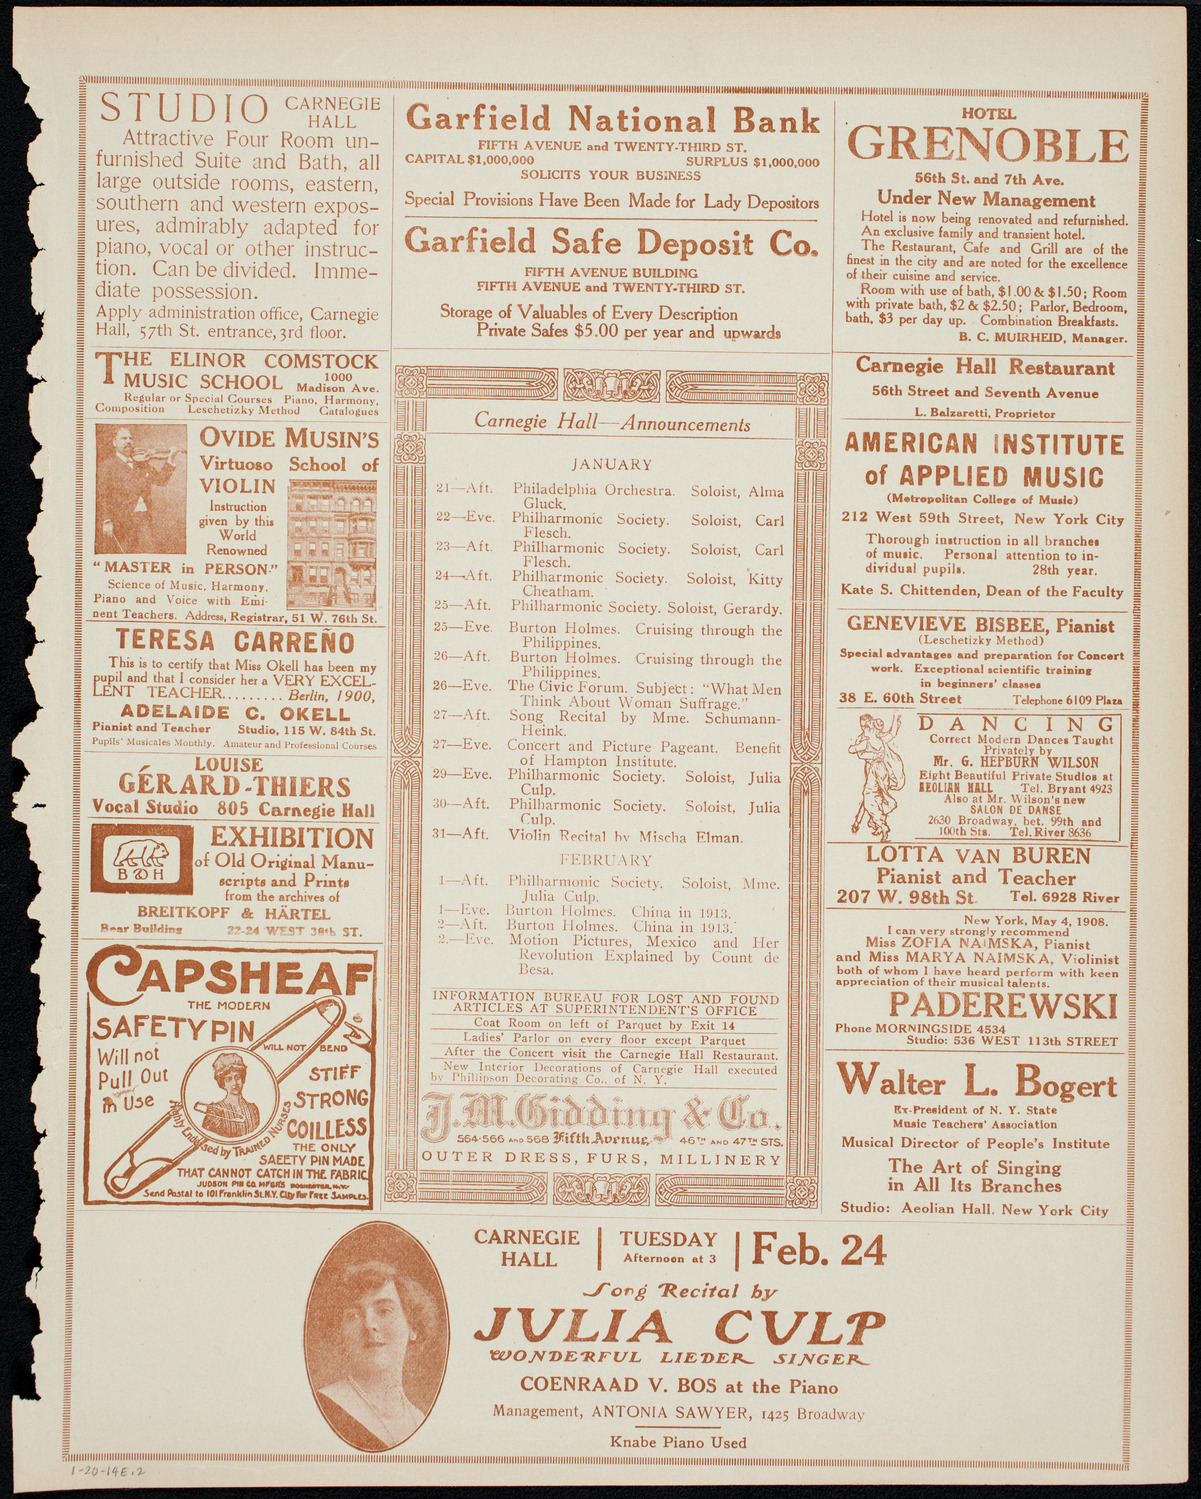 STUDIO CARNEGIE
HALL
Attractive Four Room un-
furnished Suite and Bath, all
large outside rooms, eastern,
southern and western expos-
ures, admirably adapted for
piano, vocal or other instruc-
tion. Can be divided. Imme-
diate possession.
Apply administration office, Carnegie
Hall, 57th St. entrance, 3rd floor.
THE ELINOR COMSTOCK
MUSIC SCHOOL 1000
Madison Ave.
Regular or Special Courses Piano, Harmony,
Composition Leschetizky Method Catalogues
OVIDE MUSIN'S
Virtuoso School of
VIOLIN
Instruction
given by this
World
Renowned
"MASTER in PERSON."
Science of Music, Harmony,
Piano and Voice with Emi-
nent Teachers. Address, Registrar, 51 W. 76th St.
TERESA CARREÑO
This is to certify that Miss Okell has been my
pupil and that I consider her a VERY EXCEL-
LENT TEACHER......... Berlin, 1900,
ADELAIDE C. OKELL
Pianist and Teacher Studio, 115 W. 84th St.
Pupils' Musicales Monthly. Amateur and Professional Courses
LOUISE
GÉRARD-THIERS
Vocal Studio 805 Carnegie Hall
B & H
EXHIBITION
of Old Original Manu-
scripts and Prints
from the archives of
BREITKOPF & HÄRTEL
Bear Building 22-24 WEST 38th ST.
CAPSHEAF
THE MODERN
SAFETY PIN
WILL NOT BEND
Will not
Pull Out
in Use
STIFF
STRONG
COILLESS
Highly Endorsed by TRAINED NURSES
THE ONLY
SAFETY PIN MADE
THAT CANNOT CATCH IN THE FABRIC
JUDSON PIN CO. MFGRS ROCHESTER, N.Y.
Send Postal to 101 Franklin St. N.Y. City for FREE SAMPLES.
Garfield National Bank
FIFTH AVENUE and TWENTY-THIRD ST.
CAPITAL $1,000,000 SURPLUS $1,000,000
SOLICITS YOUR BUSINESS
Special Provisions Have Been Made for Lady Depositors
Garfield Safe Deposit Co.
FIFTH AVENUE BUILDING
FIFTH AVENUE and TWENTY-THIRD ST.
Storage of Valuables of Every Description
Private Safes $5.00 per year and upwards
Carnegie Hall—Announcements
JANUARY
21—Aft. Philadelphia Orchestra. Soloist, Alma
Gluck.
22—Eve. Philharmonic Society. Soloist, Carl
Flesch.
23—Aft. Philharmonic Society. Soloist, Carl
Flesch.
24—Aft. Philharmonic Society. Soloist, Kitty
Cheatham.
25—Aft. Philharmonic Society. Soloist, Gerardy.
25—Eve. Burton Holmes. Cruising through the
Philippines.
26—Aft. Burton Holmes. Cruising through the
Philippines.
26—Eve. The Civic Forum. Subject: "What Men
Think About Woman Suffrage."
27—Aft. Song Recital by Mme. Schumann-
Heink.
27—Eve. Concert and Picture Pageant. Benefit
of Hampton Institute.
29—Eve. Philharmonic Society. Soloist, Julia
Culp.
30—Aft. Philharmonic Society. Soloist, Julia
Culp.
31—Aft. Violin Recital by Mischa Elman.
FEBRUARY
1—Aft. Philharmonic Society. Soloist, Mme.
Julia Culp.
1—Eve. Burton Holmes. China in 1913.
2—Aft. Burton Holmes. China in 1913.
2.—Eve. Motion Pictures, Mexico and Her
Revolution Explained by Count de
Besa.
INFORMATION BUREAU FOR LOST AND FOUND
ARTICLES AT SUPERINTENDENT'S OFFICE
Coat Room on left of Parquet by Exit 14
Ladies' Parlor on every floor except Parquet
After the Concert visit the Carnegie Hall Restaurant.
New Interior Decorations of Carnegie Hall executed
by Phillipson Decorating Co., of N. Y.
J. M. Gidding & Co.
564-566 AND 568 Fifth Avenue, 46TH AND 47TH STS.
OUTER DRESS, FURS, MILLINERY
HOTEL
GRENOBLE
56th St. and 7th Ave.
Under New Management
Hotel is now being renovated and refurnished.
An exclusive family and transient hotel.
The Restaurant, Cafe and Grill are of the
finest in the city and are noted for the excellence
of their cuisine and service.
Room with use of bath, $1.00 & $1.50; Room
with private bath, $2 & $2.50; Parlor, Bedroom,
bath, $3 per day up. Combination Breakfasts.
B. C. MUIRHEID, Manager.
Carnegie Hall Restaurant
56th Street and Seventh Avenue
L. Balzaretti, Proprietor
AMERICAN INSTITUTE
of APPLIED MUSIC
(Metropolitan College of Music)
212 West 59th Street, New York City
Thorough instruction in all branches
of music. Personal attention to in-
dividual pupils. 28th year.
Kate S. Chittenden, Dean of the Faculty
GENEVIEVE BISBEE, Pianist
(Leschetizky Method)
Special advantages and preparation for Concert
work. Exceptional scientific training
in beginners' classes
38 E. 60th Street Telephone 6109 Plaza
DANCING
Correct Modern Dances Taught
Privately by
Mr. G. HEPBURN WILSON
Eight Beautiful Private Studios at
AEOLIAN HALL Tel. Bryant 4923
Also at Mr. Wilson's new
SALON DE DANSE
2630 Broadway, bet. 99th and
100th Sts. Tel. River 8636
LOTTA VAN BUREN
Pianist and Teacher
207 W. 98th St. Tel. 6928 River
New York, May 4, 1908.
I can very strongly recommend
Miss ZOFIA NAIMSKA, Pianist
and Miss MARYA NAIMSKA, Violinist
both of whom I have heard perform with keen
appreciation of their musical talents.
PADEREWSKI
Phone MORNINGSIDE 4534
Studio: 536 WEST 113th STREET
Walter L. Bogert
Ex-President of N. Y. State
Music Teachers' Association
Musical Director of People's Institute
The Art of Singing
in All Its Branches
Studio: Aeolian Hall, New York City
CARNEGIE
HALL
TUESDAY
Afternoon at 3
Feb. 24
Song Recital by
JULIA CULP
WONDERFUL LIEDER SINGER
COENRAAD V. BOS at the Piano
Management, ANTONIA SAWYER, 1425 Broadway
Knabe Piano Used
1-20-14E.2